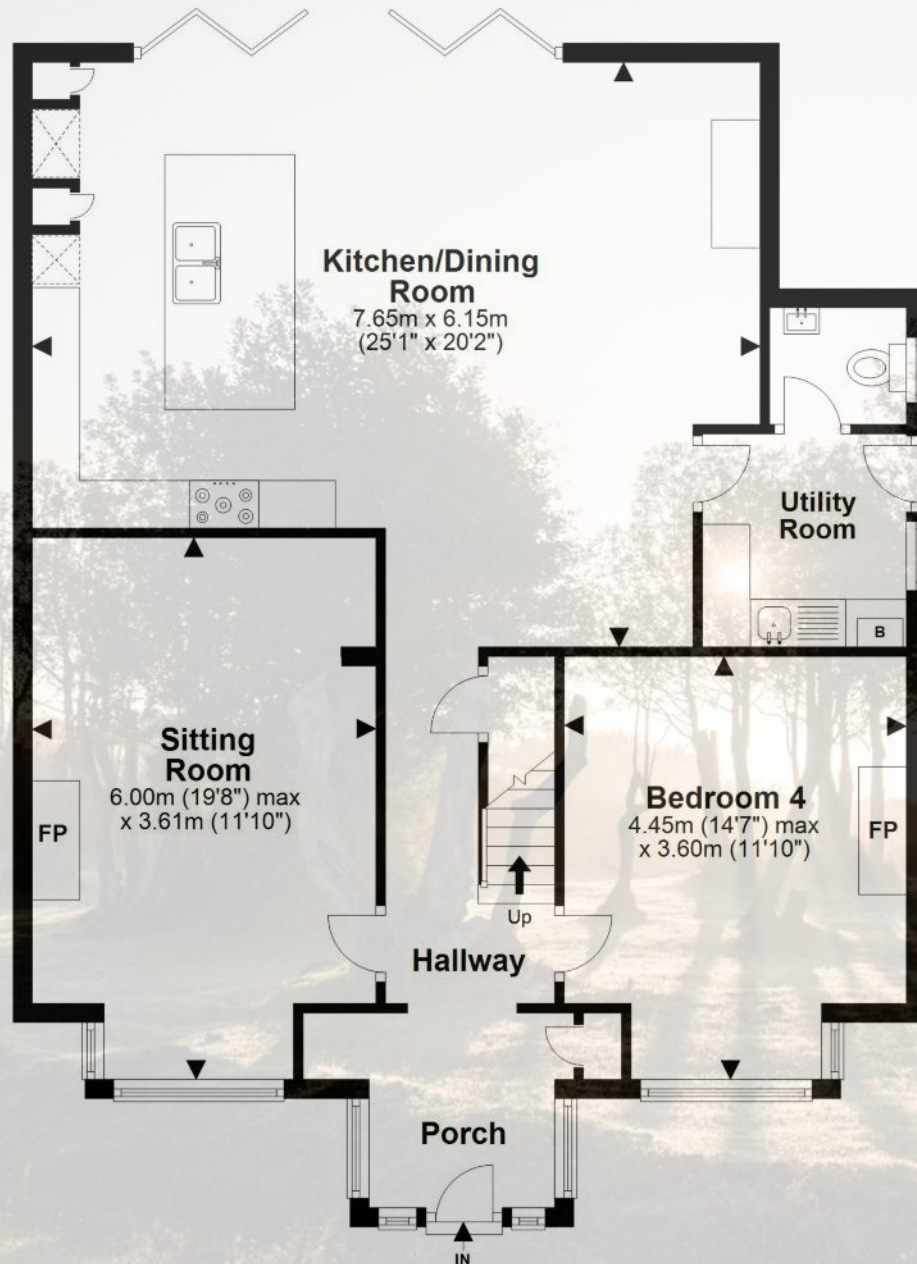 Kitchen/Dining
Room
7.65m x 6.15m
(25'1" x 20'2")
Utility
Room
B
Sitting
Room
6.00m (19'8") max
x 3.61m (11'10")
FP
Bedroom 4
4.45m (14'7") max
x 3.60m (11'10")
FP
Up
Hallway
Porch
IN